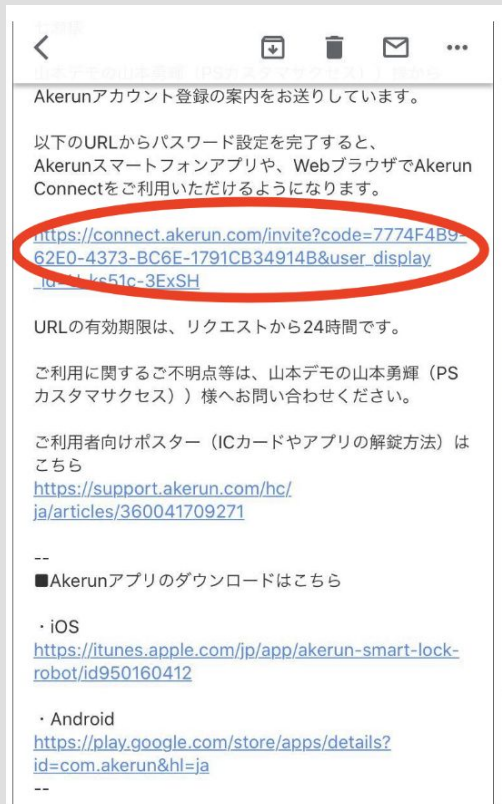 Akerunアカウント登録の案内をお送りしています。
以下のURLからパスワード設定を完了すると、
Akerunスマートフォンアプリや、WebブラウザでAkerun
Connectをご利用いただけるようになります。
https://connect.akerun.com/invite?code=7774F4B9-
62E0-4373-BC6E-1791CB34914B&user_display
URLの有効期限は、リクエストから24時間です。
ご利用に関するご不明点等は、山本デモの山本勇輝（PS
カスタマサクセス））様へお問い合わせください。
ご利用者向けポスター（ICカードやアプリの解錠方法）は
こちら
https://support.akerun.com/hc/
ja/articles/360041709271
--
■Akerunアプリのダウンロードはこちら
・iOS
https://itunes.apple.com/jp/app/akerun-smart-lock-
robot/id950160412
・Android
https://play.google.com/store/apps/details?
id=com.akerun&hl=ja
--